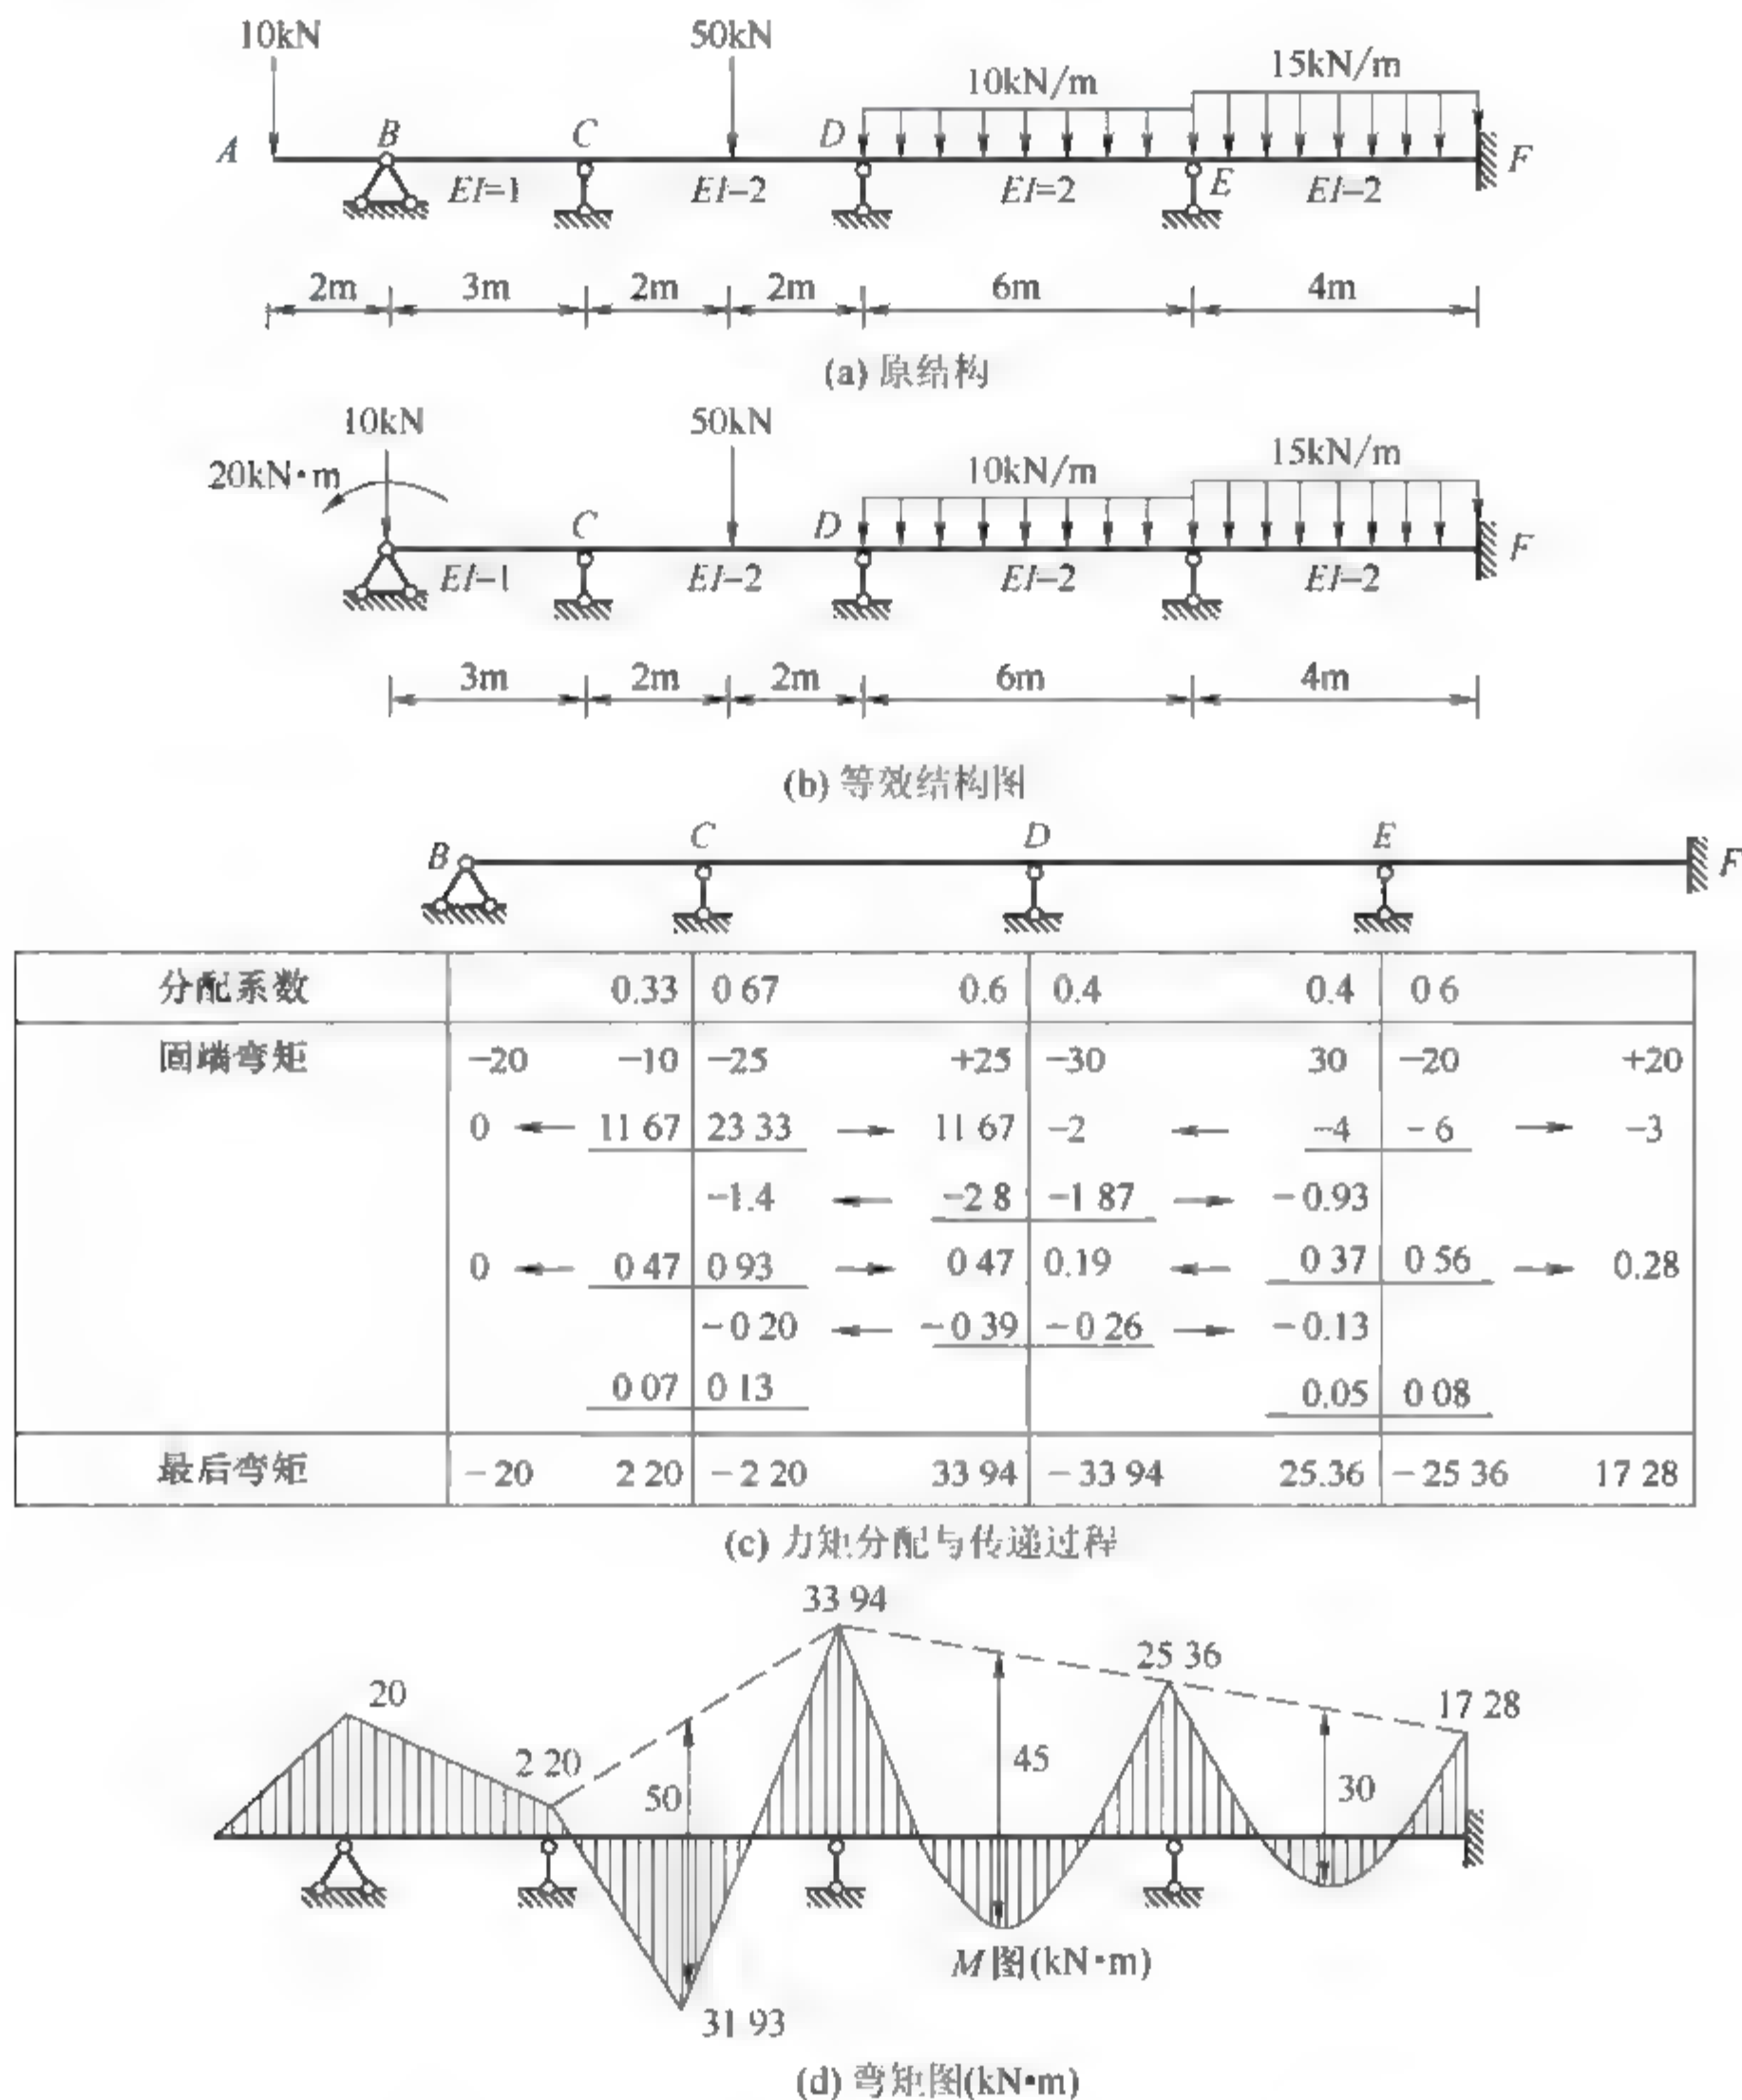 10kN 50kN
10kN/m 15kN/m
A B C D E F
EI=1 EI-2 EI=2 EI-2
2m 3m 2m 2m 6m 4m
(a) 原结构
10kN 50kN
20kN•m 10kN/m 15kN/m
C D F
EI-1 EI-2 EI-2 EI-2
3m 2m 2m 6m 4m
(b) 等效结构图
B C D E F
分配系数 0.33 0 67 0.6 0.4 0.4 0 6
固端弯矩 -20 -10 -25 +25 -30 30 -20 +20
0 11 67 23 33 11 67 -2 -4 - 6 -3
-1.4 -2 8 -1 87 - 0.93
0 0 47 0 93 0 47 0.19 0 37 0 56 0.28
- 0 20 - 0 39 - 0 26 - 0.13
0 07 0 13 0.05 0 08
最后弯矩 - 20 2 20 - 2 20 33 94 - 33 94 25.36 - 25 36 17 28
(c) 力矩分配与传递过程
33 94
20 25 36
2 20 17 28
50 45 30
31 93
M图(kN•m)
(d) 弯矩图(kN•m)